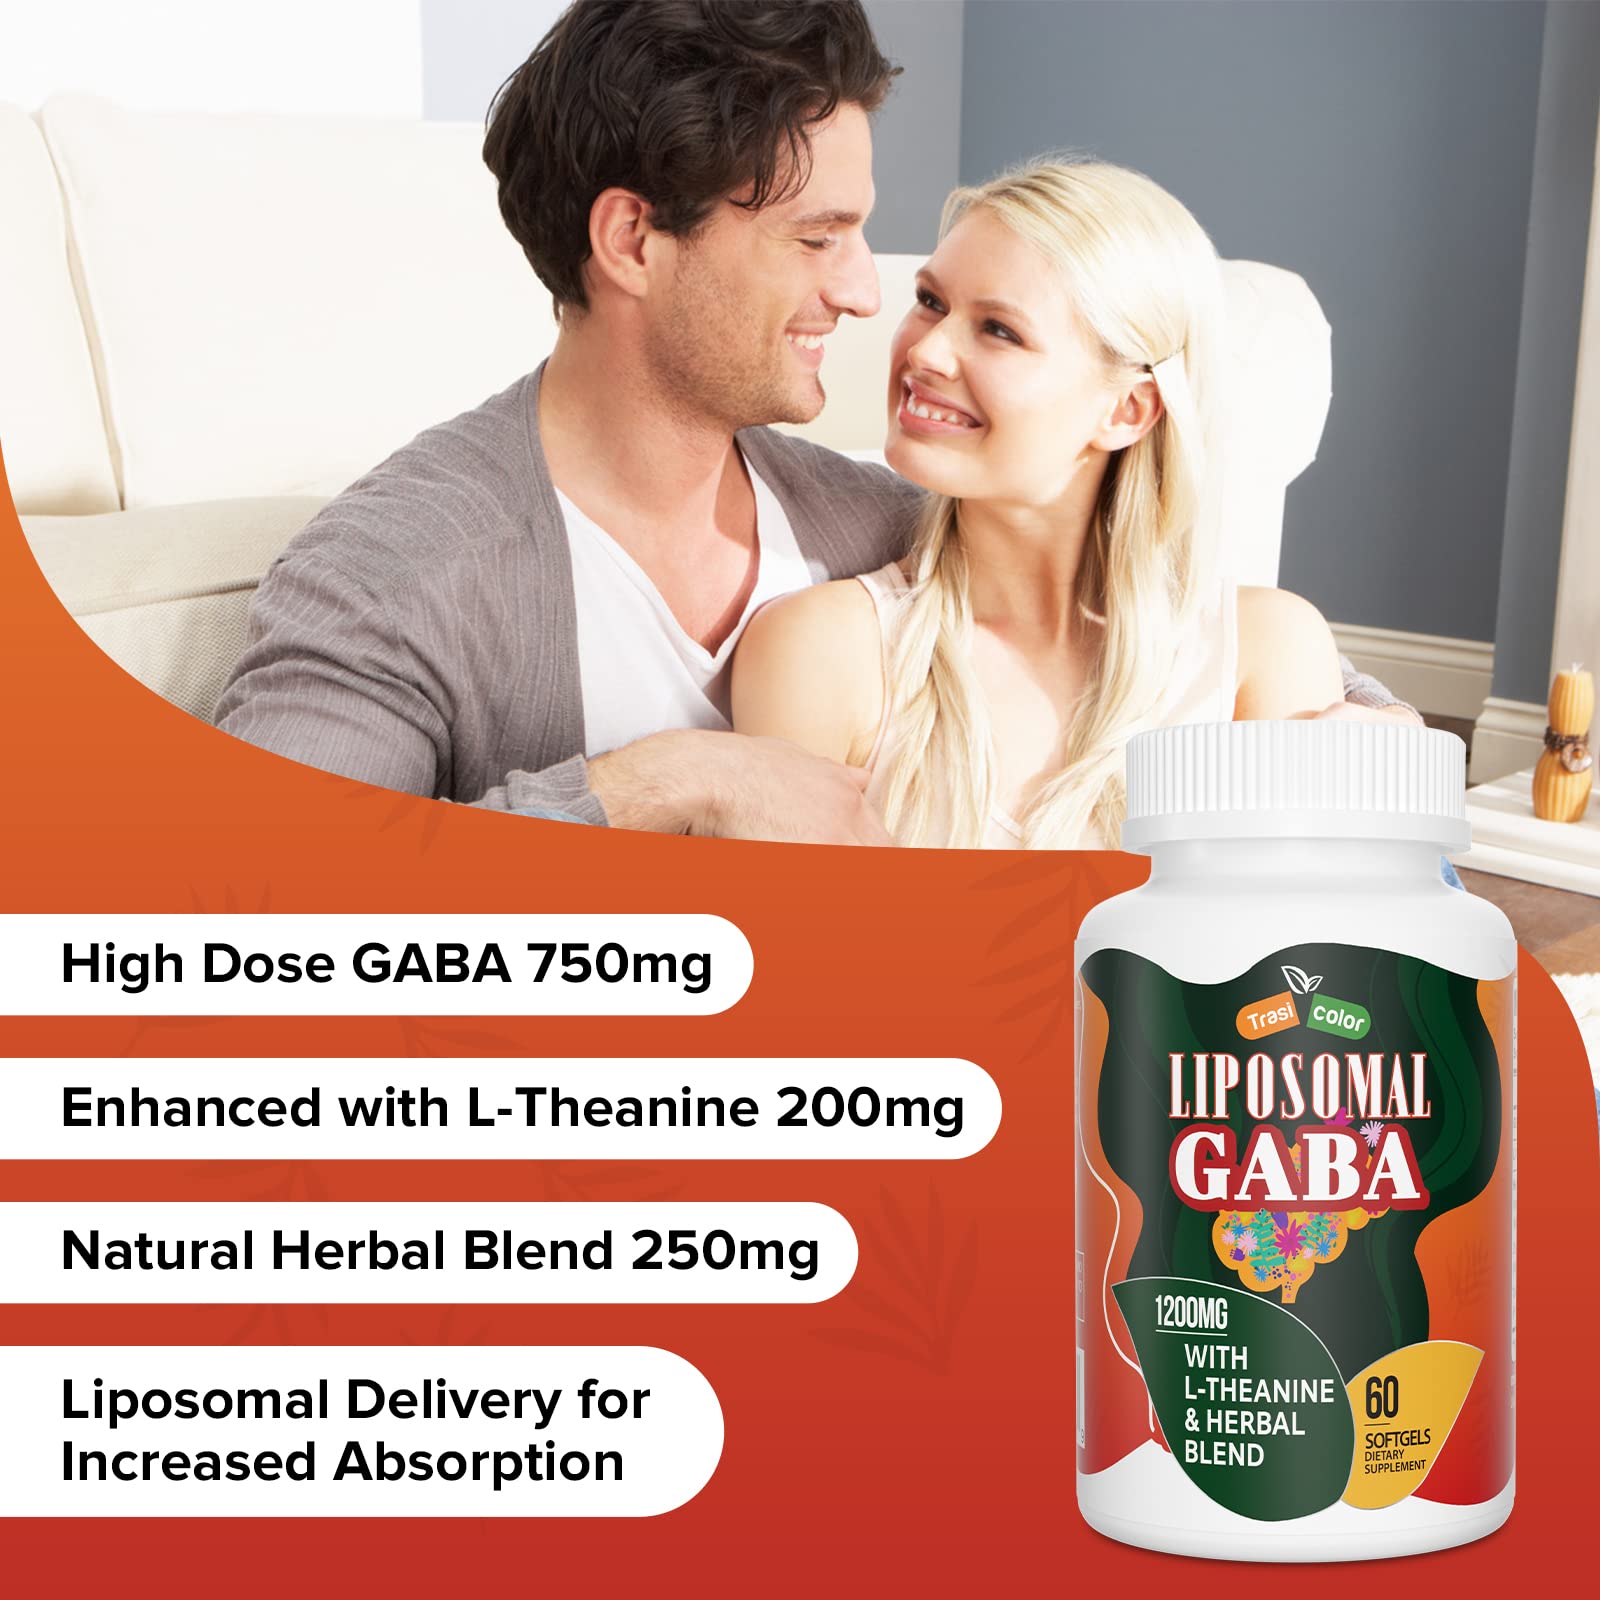 High Dose GABA 750mg
Enhanced with L-Theanine 200mg
Natural Herbal Blend 250mg
Liposomal Delivery for
Increased Absorption
Trasi color
LIPOSOMAL
GABA
1200MG
WITH
L-THEANINE
& HERBAL
BLEND
60
SOFTGELS
DIETARY
SUPPLEMENT